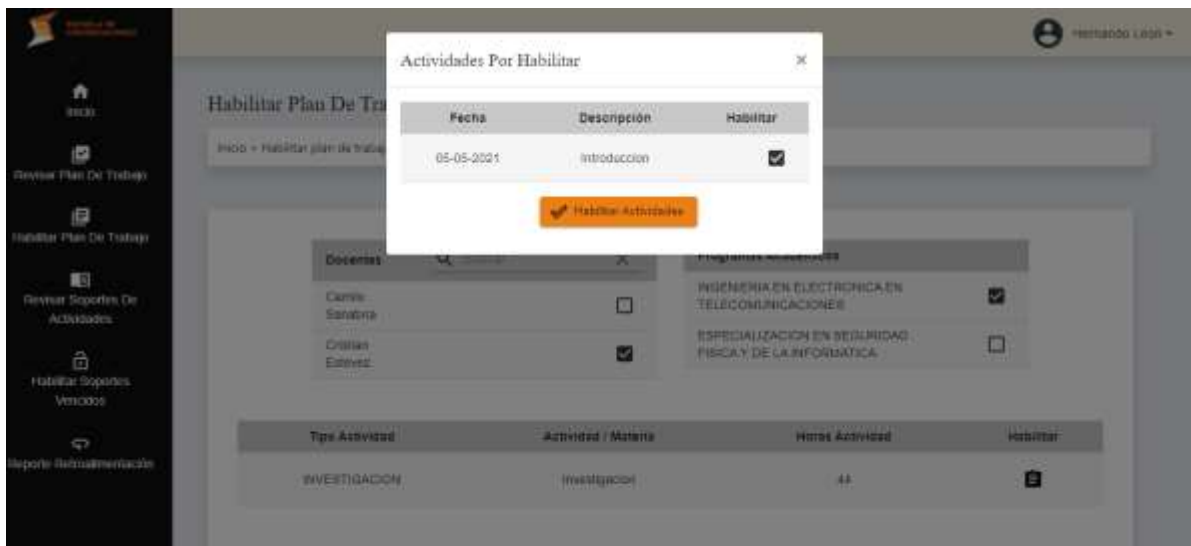 Hernando León
Actividades Por Habilitar
×
Inicio
Habilitar Plan De Tra
Fecha
Descripción
Habilitar
Inicio > Habilitar plan de trabaj
05-05-2021
Introduccion
Revisar Plan De Trabajo
Habilitar Actividades
Habilitar Plan De Trabajo
Docentes
Programas Académicos
Revisar Soportes De
Actividades
Camilo
Sanabria
INGENIERIA EN ELECTRONICA EN
TELECOMUNICACIONES
Cristian
Estevez
ESPECIALIZACION EN SEGURIDAD
FISICA Y DE LA INFORMATICA
Habilitar Soportes
Vencidos
Reporte Retroalimentación
Tipo Actividad
Actividad / Materia
Horas Actividad
Habilitar
INVESTIGACION
Investigacion
44